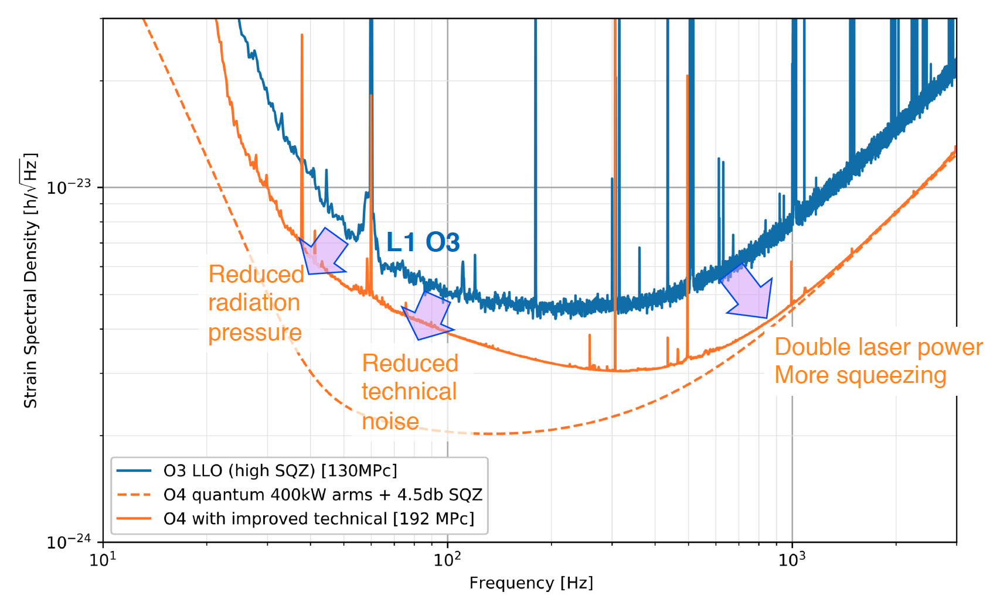 Strain Spectral Density [h/√Hz]
10⁻²³
10⁻²⁴
L1 O3
Reduced
radiation
pressure
Reduced
technical
noise
Double laser power
More squeezing
O3 LLO (high SQZ) [130MPc]
O4 quantum 400kW arms + 4.5db SQZ
O4 with improved technical [192 MPc]
10¹
10²
10³
Frequency [Hz]